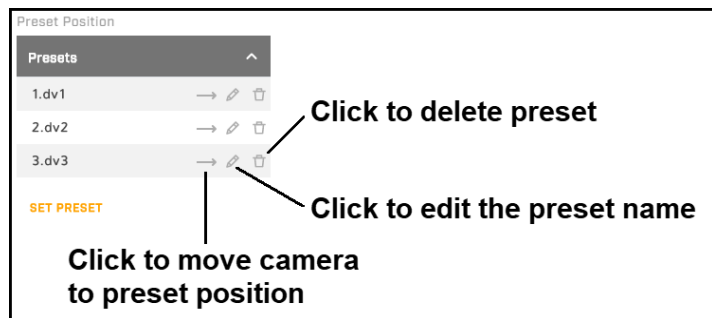 Preset Position
Presets
1.dv1
2.dv2
3.dv3
Click to delete preset
SET PRESET
Click to edit the preset name
Click to move camera
to preset position